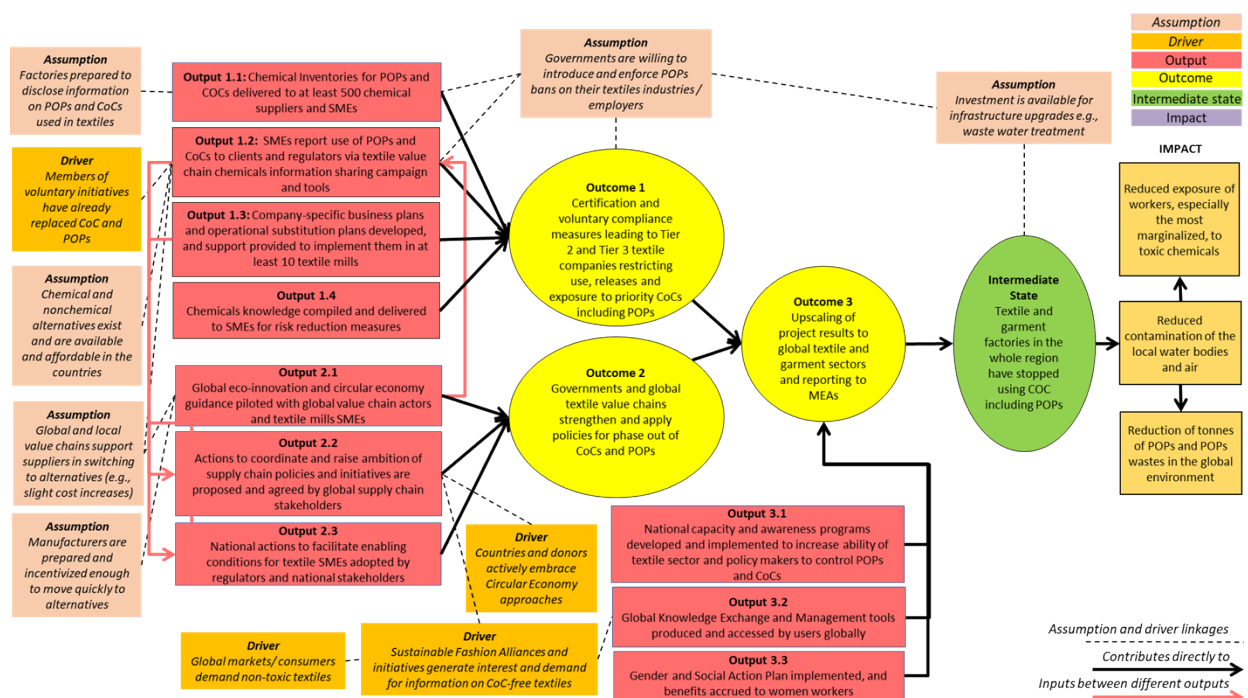 Assumption
Factories prepared to
disclose information
on POPs and CoCs
used in textiles
Driver
Members of
voluntary initiatives
have already
replaced CoC and
POPs
Assumption
Chemical and
nonchemical
alternatives exist
and are available
and affordable in the
countries
Assumption
Global and local
value chains support
suppliers in switching
to alternatives (e.g.,
slight cost increases)
Assumption
Manufacturers are
prepared and
incentivized enough
to move quickly to
alternatives
Output 1.1: Chemical Inventories for POPs and
COCs delivered to at least 500 chemical
suppliers and SMEs
Output 1.2: SMEs report use of POPs and
CoCs to clients and regulators via textile value
chain chemicals information sharing campaign
and tools
Output 1.3: Company-specific business plans
and operational substitution plans developed,
and support provided to implement them in at
least 10 textile mills
Output 1.4
Chemicals knowledge compiled and delivered
to SMEs for risk reduction measures
Output 2.1
Global eco-innovation and circular economy
guidance piloted with global value chain actors
and textile mills SMEs
Output 2.2
Actions to coordinate and raise ambition of
supply chain policies and initiatives are
proposed and agreed by global supply chain
stakeholders
Output 2.3
National actions to facilitate enabling
conditions for textile SMEs adopted by
regulators and national stakeholders
Driver
Global markets/ consumers
demand non-toxic textiles
Driver
Sustainable Fashion Alliances and
initiatives generate interest and demand
for information on CoC-free textiles
Driver
Countries and donors
actively embrace
Circular Economy
approaches
Assumption
Governments are willing to
introduce and enforce POPs
bans on their textiles industries /
employers
Outcome 1
Certification and
voluntary compliance
measures leading to Tier
2 and Tier 3 textile
companies restricting
use, releases and
exposure to priority CoCs
including POPs
Outcome 2
Governments and global
textile value chains
strengthen and apply
policies for phase out of
CoCs and POPs
Outcome 3
Upscaling of
project results to
global textile and
garment sectors
and reporting to
MEAs
Output 3.1
National capacity and awareness programs
developed and implemented to increase ability of
textile sector and policy makers to control POPs
and CoCs
Output 3.2
Global Knowledge Exchange and Management tools
produced and accessed by users globally
Output 3.3
Gender and Social Action Plan implemented, and
benefits accrued to women workers
Assumption
Investment is available for
infrastructure upgrades e.g.,
waste water treatment
Intermediate
State
Textile and
garment
factories in the
whole region
have stopped
using COC
including POPs
Assumption
Driver
Output
Outcome
Intermediate state
Impact
IMPACT
Reduced exposure of
workers, especially the
most
marginalized, to
toxic chemicals
Reduced
contamination of the
local water bodies
and air
Reduction of tonnes
of POPs and POPs
wastes in the global
environment
Assumption and driver linkages
Contributes directly to
Inputs between different outputs